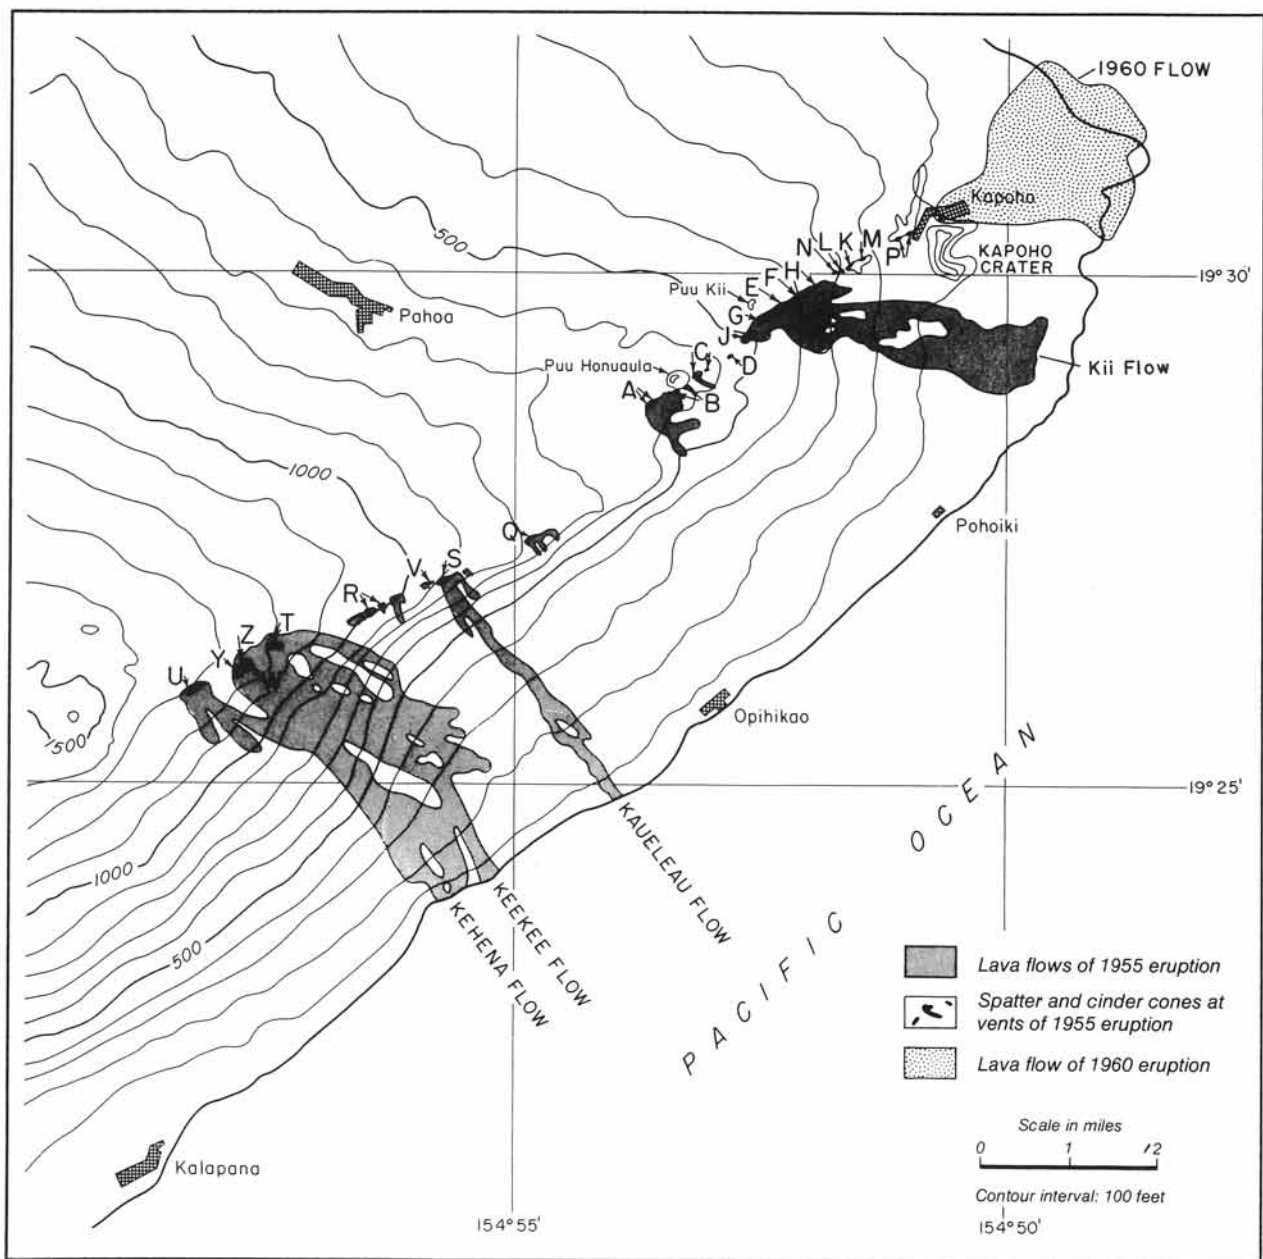 1960 FLOW
Kapoho
KAPOHO
CRATER
19° 30'
500
Pahoa
N
L
K
M
P
H
F
E
Puu Kii
G
J
C
D
Kii Flow
Puu Honuaula
A
B
1000
Q
Pohoiki
V
S
R
T
Z
Y
W
U
1500
Opihikao
19° 25'
PACIFIC OCEAN
KAUELEAU FLOW
KEEKEE FLOW
KEHENA FLOW
1000
500
Kalapana
Lava flows of 1955 eruption
Spatter and cinder cones at
vents of 1955 eruption
Lava flow of 1960 eruption
Scale in miles
0 1 2
Contour interval: 100 feet
154° 55'
154° 50'